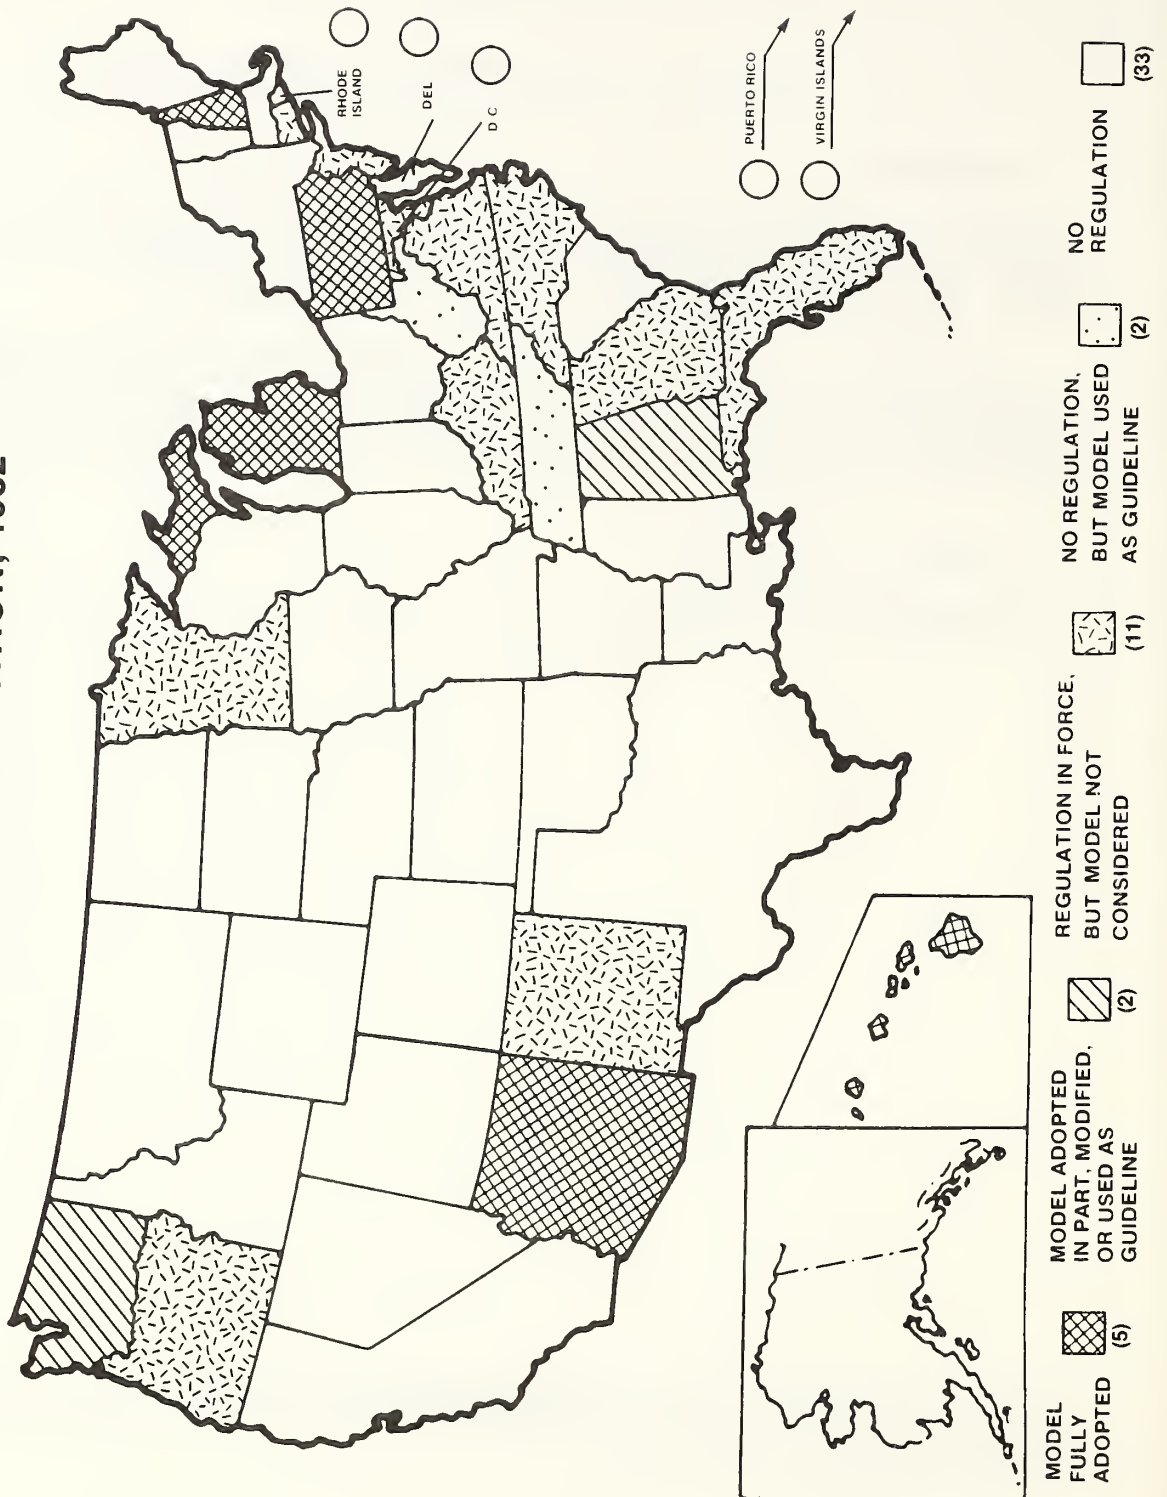 RHODE
ISLAND
DEL
D C
PUERTO RICO
VIRGIN ISLANDS
MODEL
FULLY
ADOPTED
(5)
MODEL ADOPTED
IN PART, MODIFIED,
OR USED AS
GUIDELINE
(2)
REGULATION IN FORCE,
BUT MODEL NOT
CONSIDERED
(11)
NO REGULATION,
BUT MODEL USED
AS GUIDELINE
(2)
NO
REGULATION
(33)